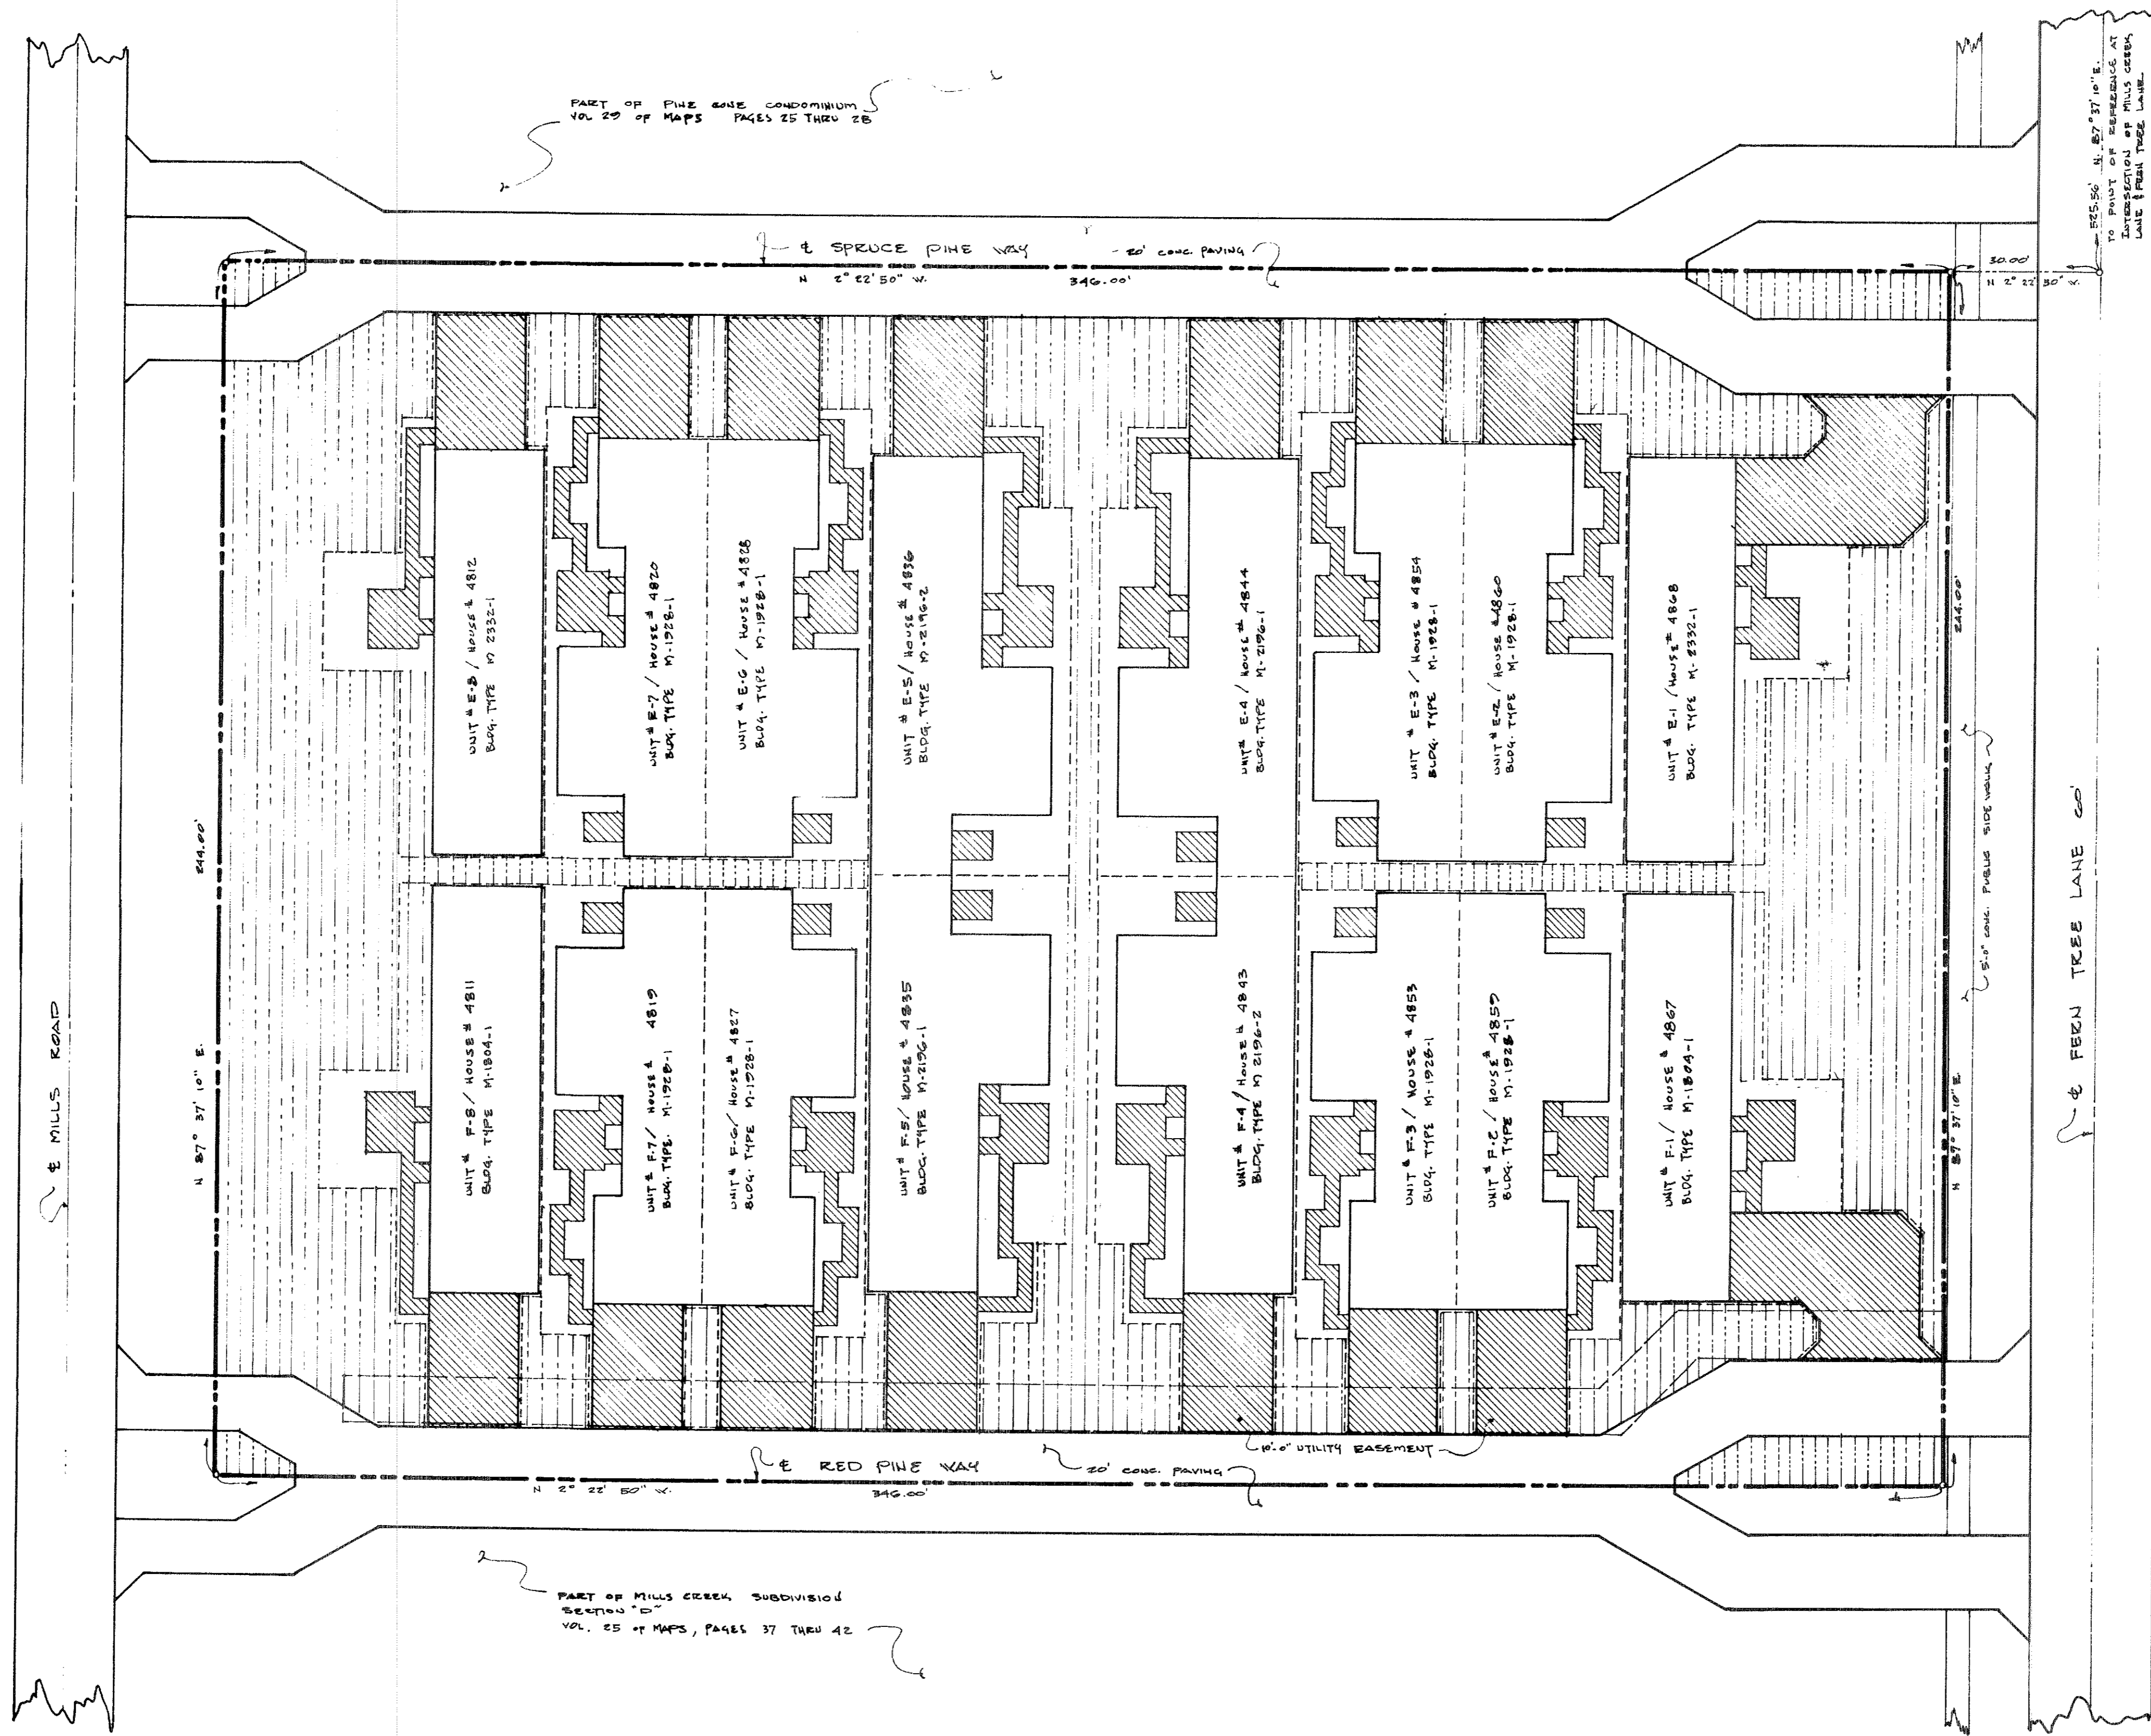 PART OF PINE CONE CONDOMINIUM
VOL 29 OF MAPS PAGES 25 THRU 28
525.56' N. 87° 37' 10" E.
TO POINT OF REFERENCE AT
INTERSECTION OF MILLS CREEK
LANE & FERN TREE LANE
℄ SPRUCE PINE WAY
20' CONC. PAVING
N 2° 22' 50" W.
346.00'
30.00'
N 2° 22' 50" W.
UNIT # E-8 / HOUSE # 4812
BLDG. TYPE M 2332-1
UNIT # E-7 / HOUSE # 4820
BLDG. TYPE M-1928-1
UNIT # E-6 / HOUSE # 4828
BLDG. TYPE M-1928-1
UNIT # E-5 / HOUSE # 4836
BLDG. TYPE M-2196-2
UNIT # E-4 / HOUSE # 4844
BLDG. TYPE M-2196-1
UNIT # E-3 / HOUSE # 4854
BLDG. TYPE M-1928-1
UNIT # E-2 / HOUSE # 4860
BLDG. TYPE M-1928-1
UNIT # E-1 / HOUSE # 4868
BLDG. TYPE M-2332-1
244.00'
N 87° 37' 10" E.
℄ MILLS ROAD
244.00'
N 87° 37' 10" E.
5'-0" CONC. PUBLIC SIDE WALK
℄ FERN TREE LANE 60'
UNIT # F-8 / HOUSE # 4811
BLDG. TYPE M-1804-1
UNIT # F-7 / HOUSE # 4819
BLDG. TYPE. M-1928-1
UNIT # F-6 / HOUSE # 4827
BLDG. TYPE M-1928-1
UNIT # F-5 / HOUSE # 4835
BLDG. TYPE M-2196-1
UNIT # F-4 / HOUSE # 4843
BLDG. TYPE M 2196-2
UNIT # F-3 / HOUSE # 4853
BLDG. TYPE M-1928-1
UNIT # F-2 / HOUSE # 4859
BLDG. TYPE M-1928-1
UNIT # F-1 / HOUSE # 4867
BLDG. TYPE M-1804-1
10'-0" UTILITY EASEMENT
℄ RED PINE WAY
20' CONC. PAVING
N 2° 22' 50" W.
346.00'
PART OF MILLS CREEK SUBDIVISION
SECTION "D"
VOL. 25 OF MAPS, PAGES 37 THRU 42